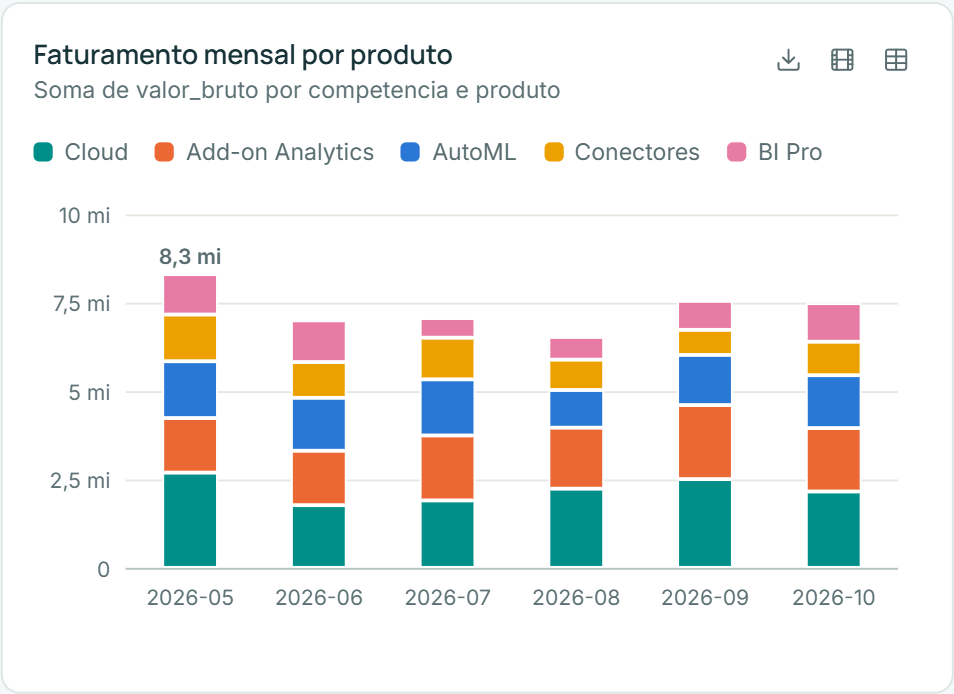 Faturamento mensal por produto
Soma de valor_bruto por competencia e produto
Cloud Add-on Analytics AutoML Conectores BI Pro
10 mi
8,3 mi
7,5 mi
5 mi
2,5 mi
0
2026-05 2026-06 2026-07 2026-08 2026-09 2026-10